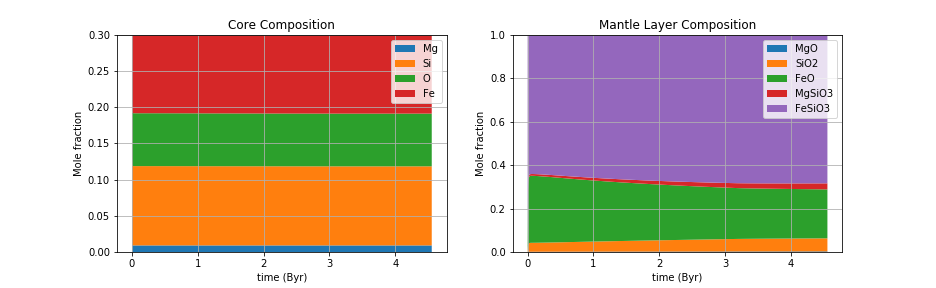 Core Composition
Mole fraction
0.30
0.25
0.20
0.15
0.10
0.05
0.00
Mg
Si
O
Fe
0 1 2 3 4
time (Byr)
Mantle Layer Composition
Mole fraction
1.0
0.8
0.6
0.4
0.2
0.0
MgO
SiO2
FeO
MgSiO3
FeSiO3
0 1 2 3 4
time (Byr)